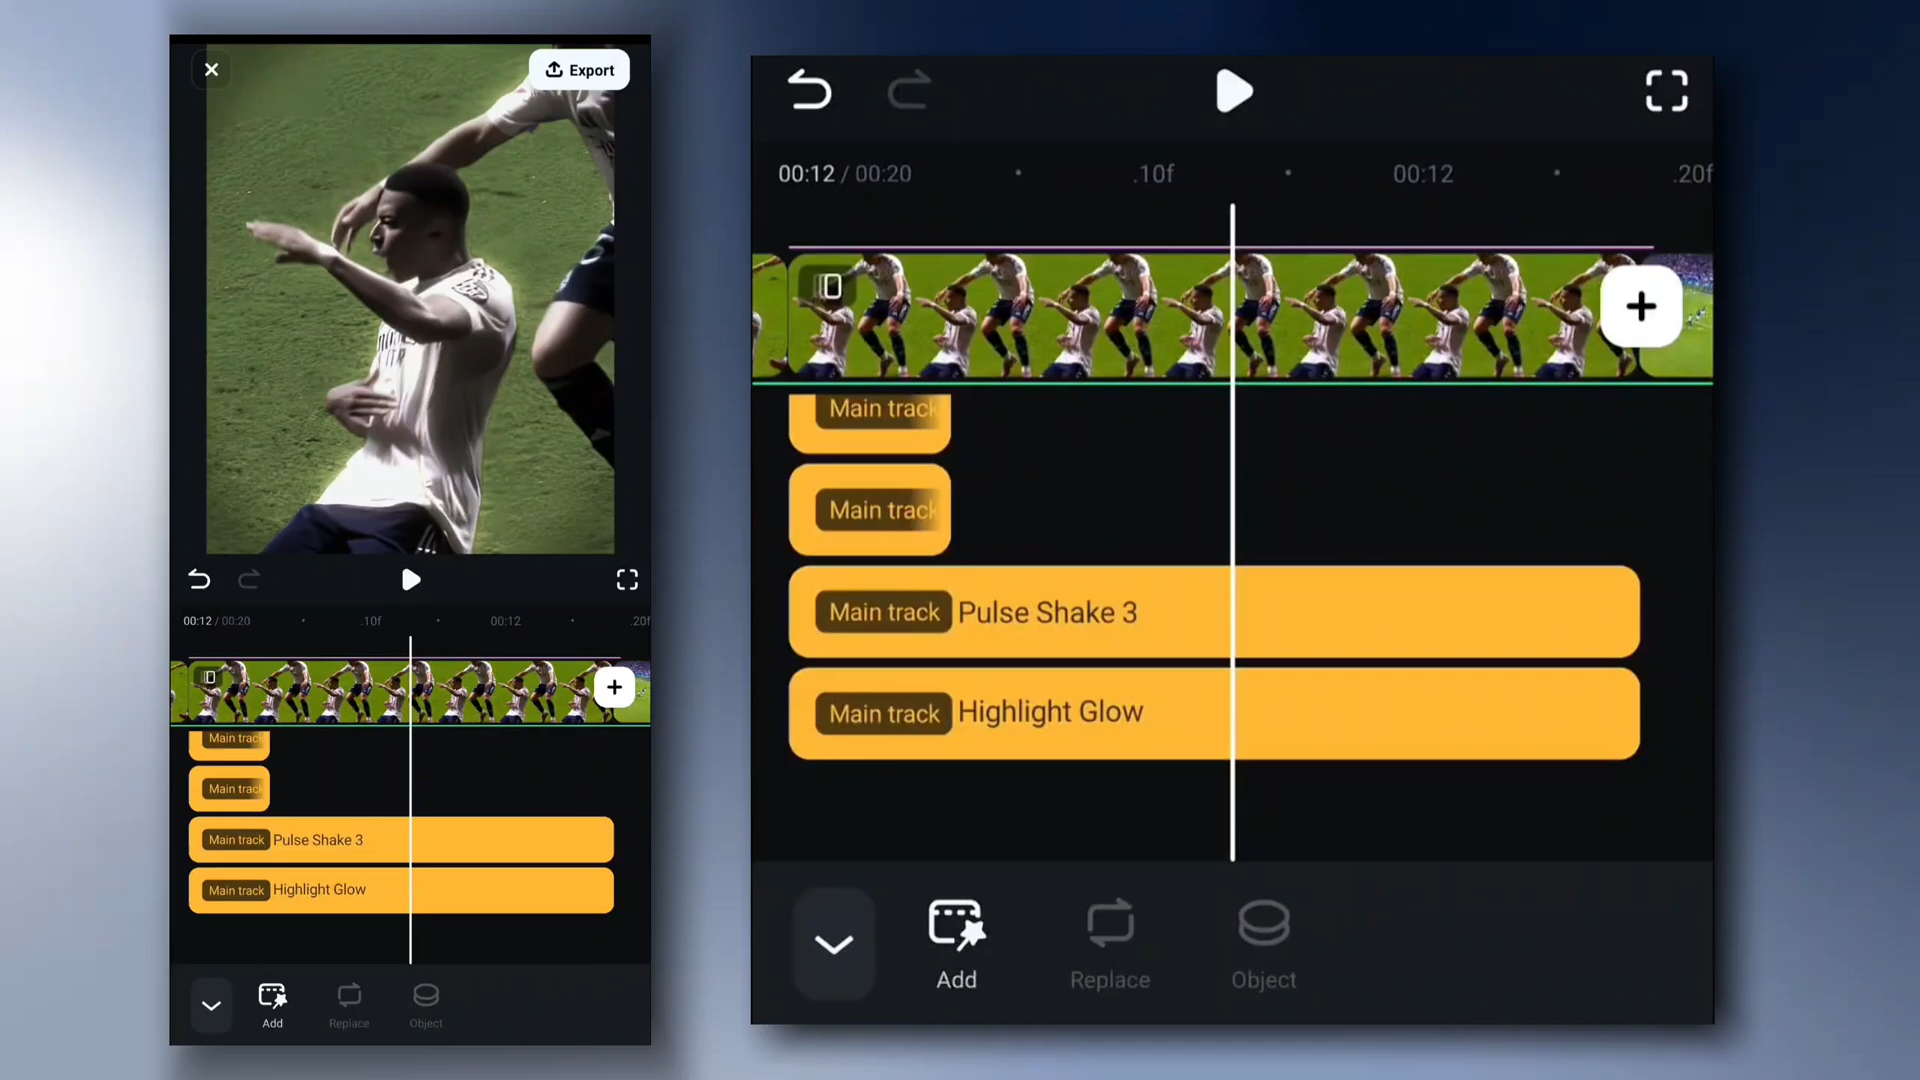 Export
00:12 / 00:20
.10f
00:12
.20f
Main track
Main track
Main track Pulse Shake 3
Main track Highlight Glow
Add
Replace
Object
00:12 / 00:20
.10f
00:12
.20f
Main track
Main track
Main track Pulse Shake 3
Main track Highlight Glow
Add
Replace
Object